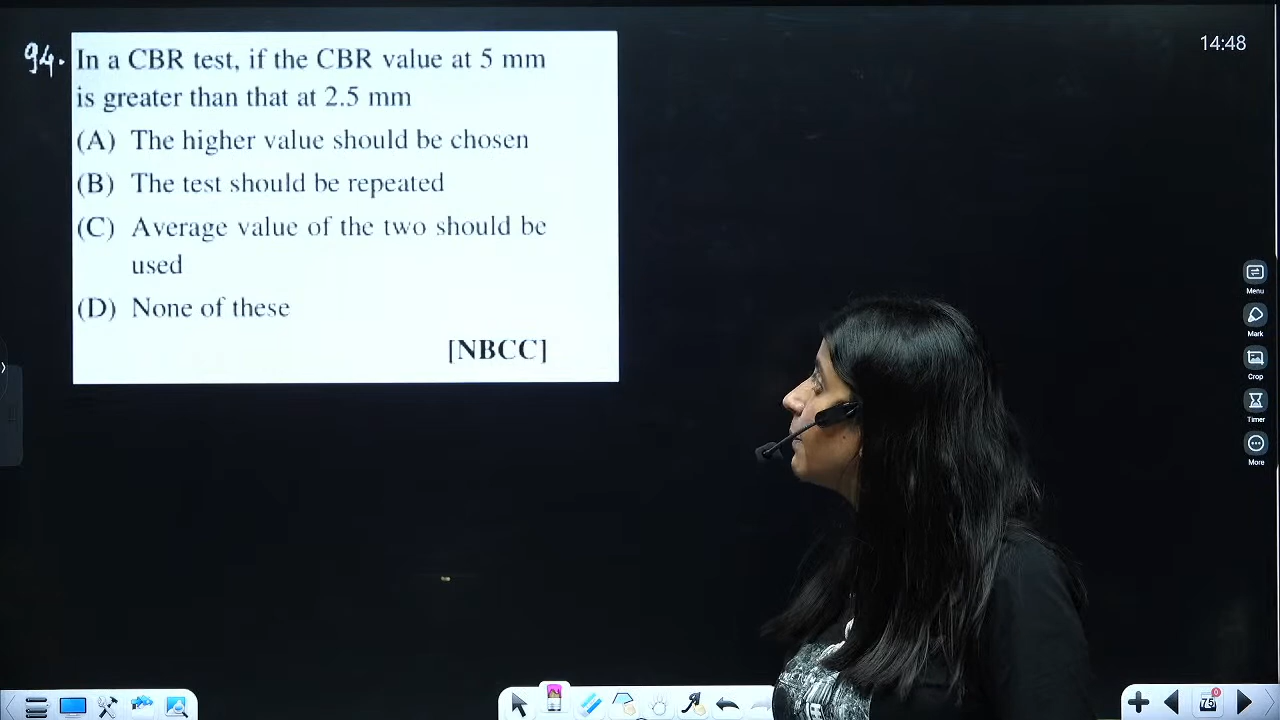 14:48
94. In a CBR test, if the CBR value at 5 mm
is greater than that at 2.5 mm
(A) The higher value should be chosen
(B) The test should be repeated
(C) Average value of the two should be
used
(D) None of these
[NBCC]
Menu
Mark
Crop
Timer
More
75
0